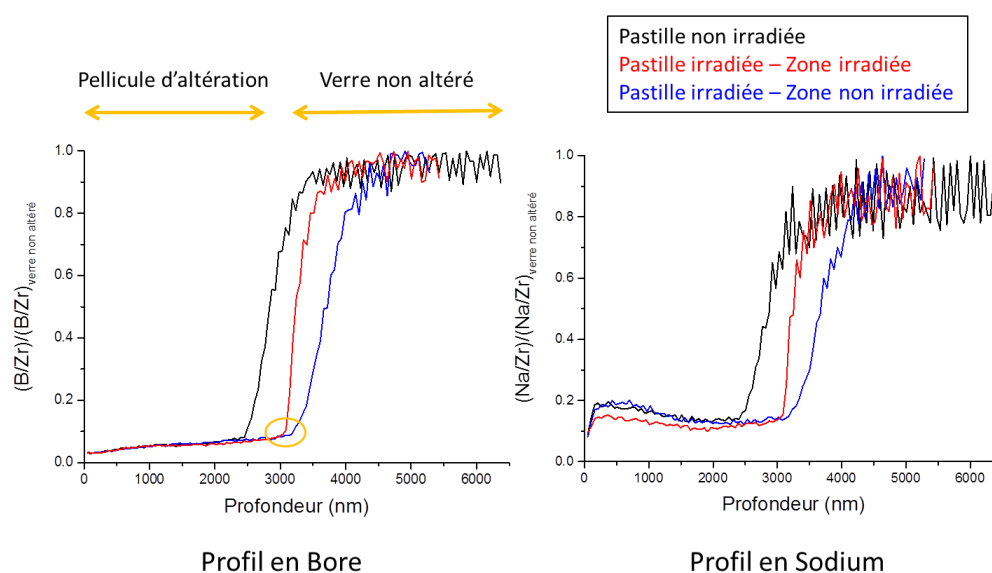 Pastille non irradiée
Pastille irradiée – Zone irradiée
Pastille irradiée – Zone non irradiée
Pellicule d'altération
Verre non altéré
(B/Zr)/(B/Zr)verre non altéré
1.0
0.8
0.6
0.4
0.2
0.0
0 1000 2000 3000 4000 5000 6000
Profondeur (nm)
Profil en Bore
(Na/Zr)/(Na/Zr)verre non altéré
1.0
0.8
0.6
0.4
0.2
0.0
0 1000 2000 3000 4000 5000 6000
Profondeur (nm)
Profil en Sodium